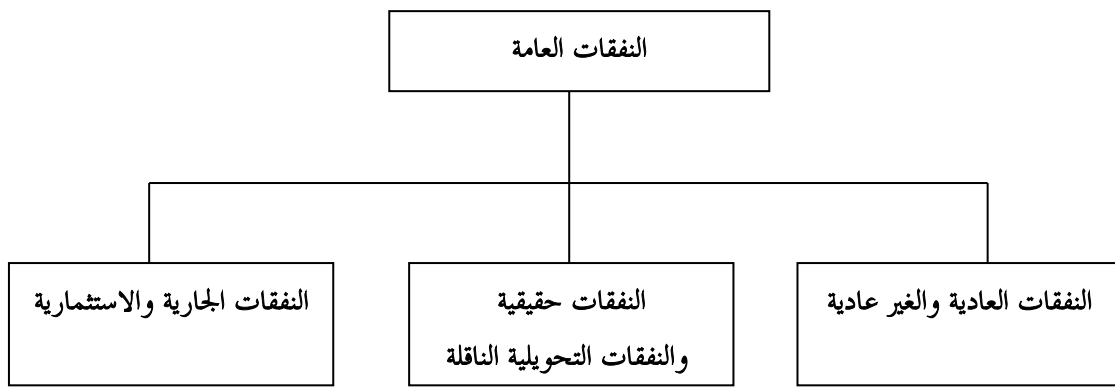 النفقات العامة
النفقات العادية والغير عادية
النفقات حقيقية
والنفقات التحويلية الناقلة
النفقات الجارية والاستثمارية